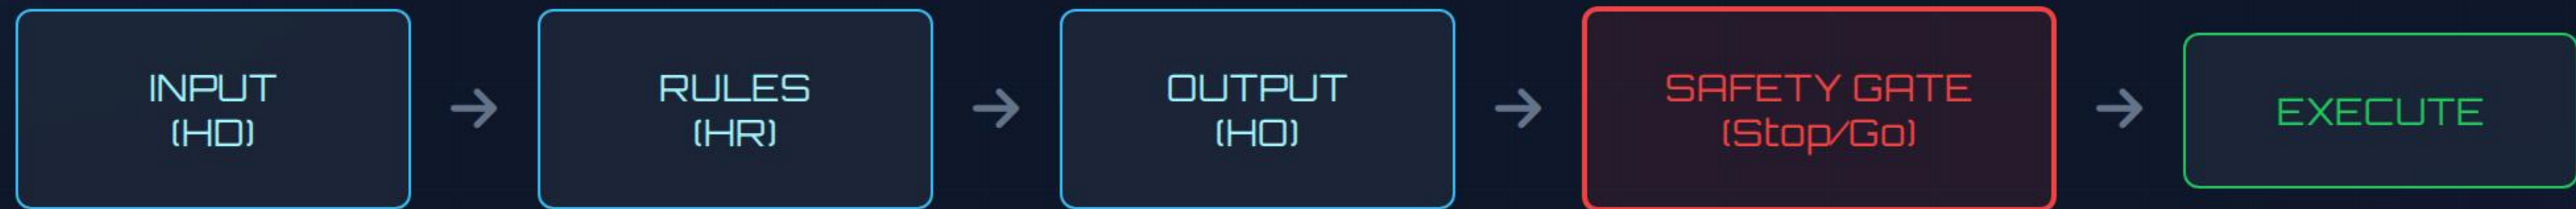 INPUT
(HD)
RULES
(HR)
OUTPUT
(HO)
SAFETY GATE
(Stop/Go)
EXECUTE